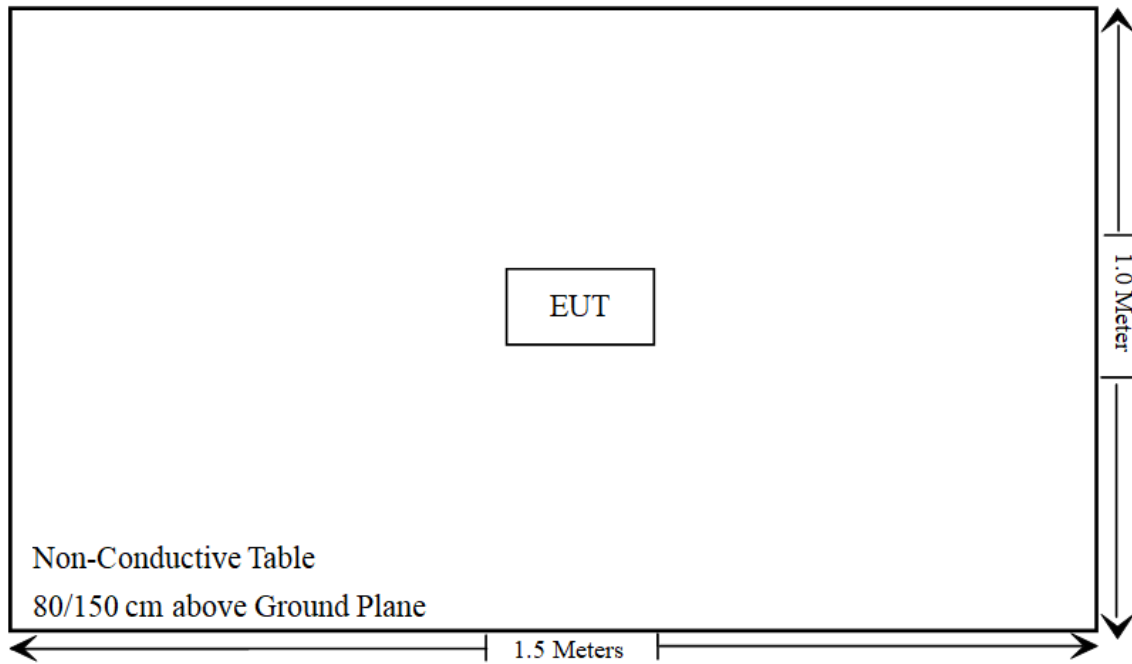 EUT
1.0 Meter
Non-Conductive Table
80/150 cm above Ground Plane
1.5 Meters